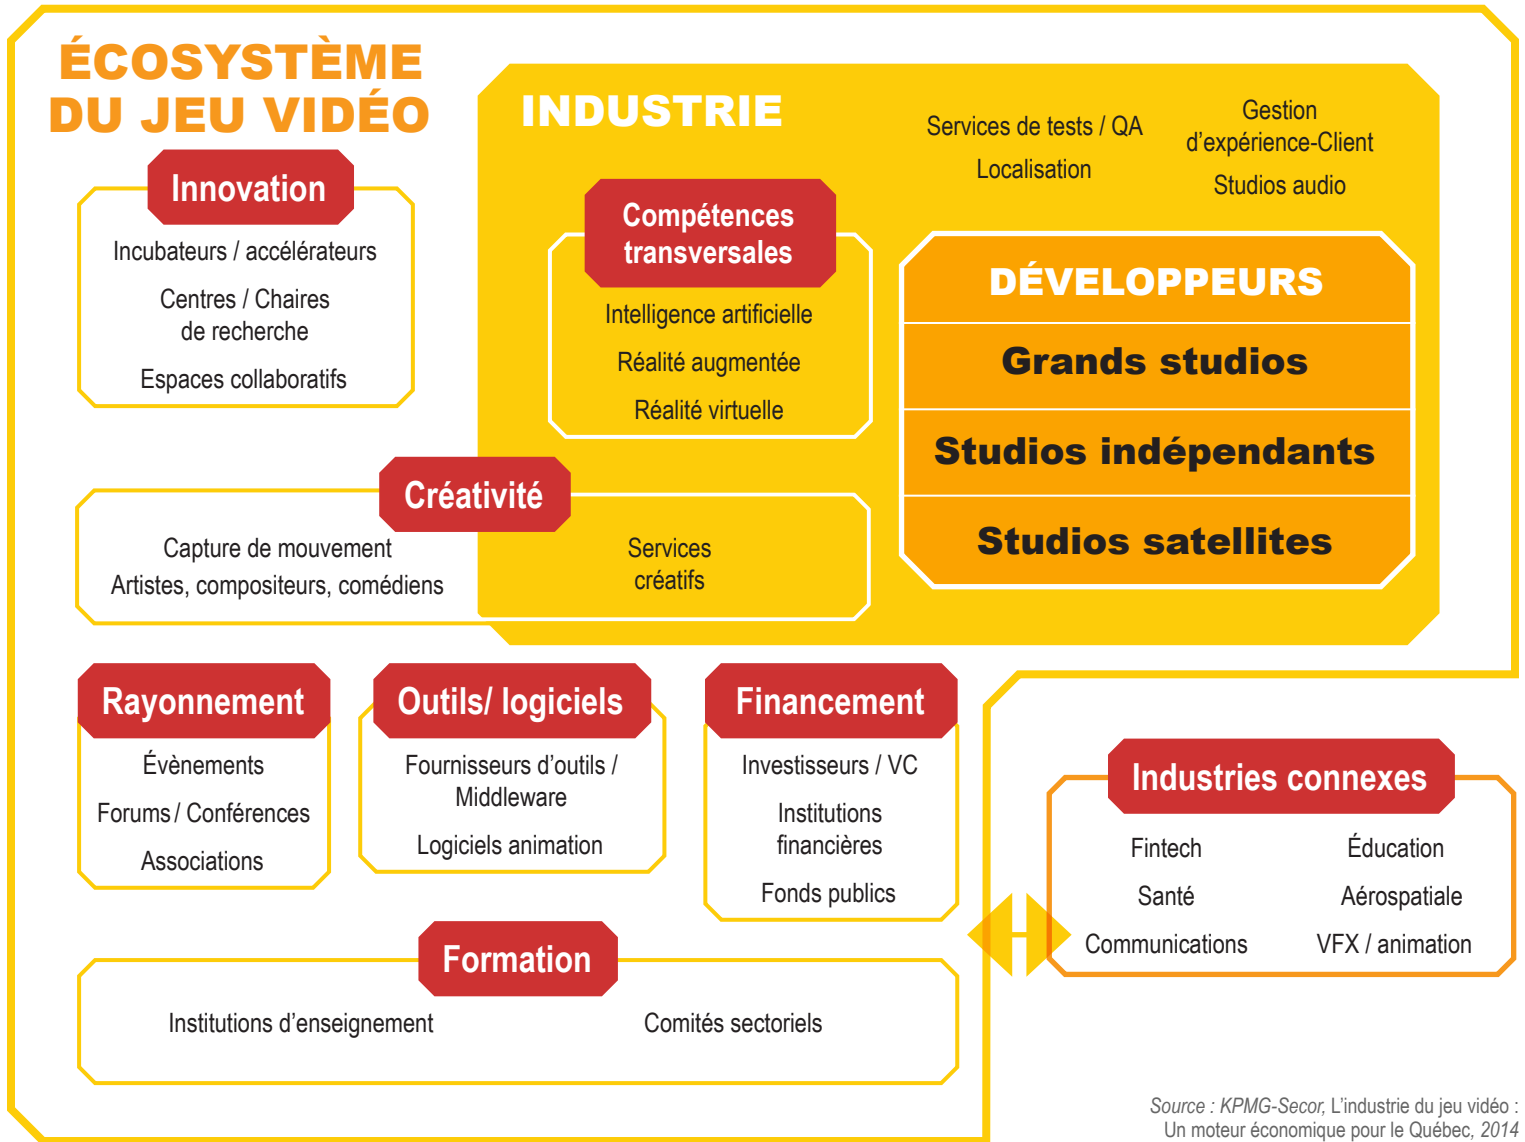 ÉCOSYSTÈME
DU JEU VIDÉO
Innovation
Incubateurs / accélérateurs
Centres / Chaires
de recherche
Espaces collaboratifs
INDUSTRIE
Services de tests / QA
Localisation
Gestion
d'expérience-Client
Studios audio
Compétences
transversales
Intelligence artificielle
Réalité augmentée
Réalité virtuelle
DÉVELOPPEURS
Grands studios
Studios indépendants
Studios satellites
Créativité
Capture de mouvement
Artistes, compositeurs, comédiens
Services
créatifs
Rayonnement
Évènements
Forums / Conférences
Associations
Outils/ logiciels
Fournisseurs d’outils /
Middleware
Logiciels animation
Financement
Investisseurs / VC
Institutions
financières
Fonds publics
Industries connexes
Fintech
Santé
Communications
Éducation
Aérospatiale
VFX / animation
Formation
Institutions d’enseignement
Comités sectoriels
Source : KPMG-Secor, L’industrie du jeu vidéo :
Un moteur économique pour le Québec, 2014